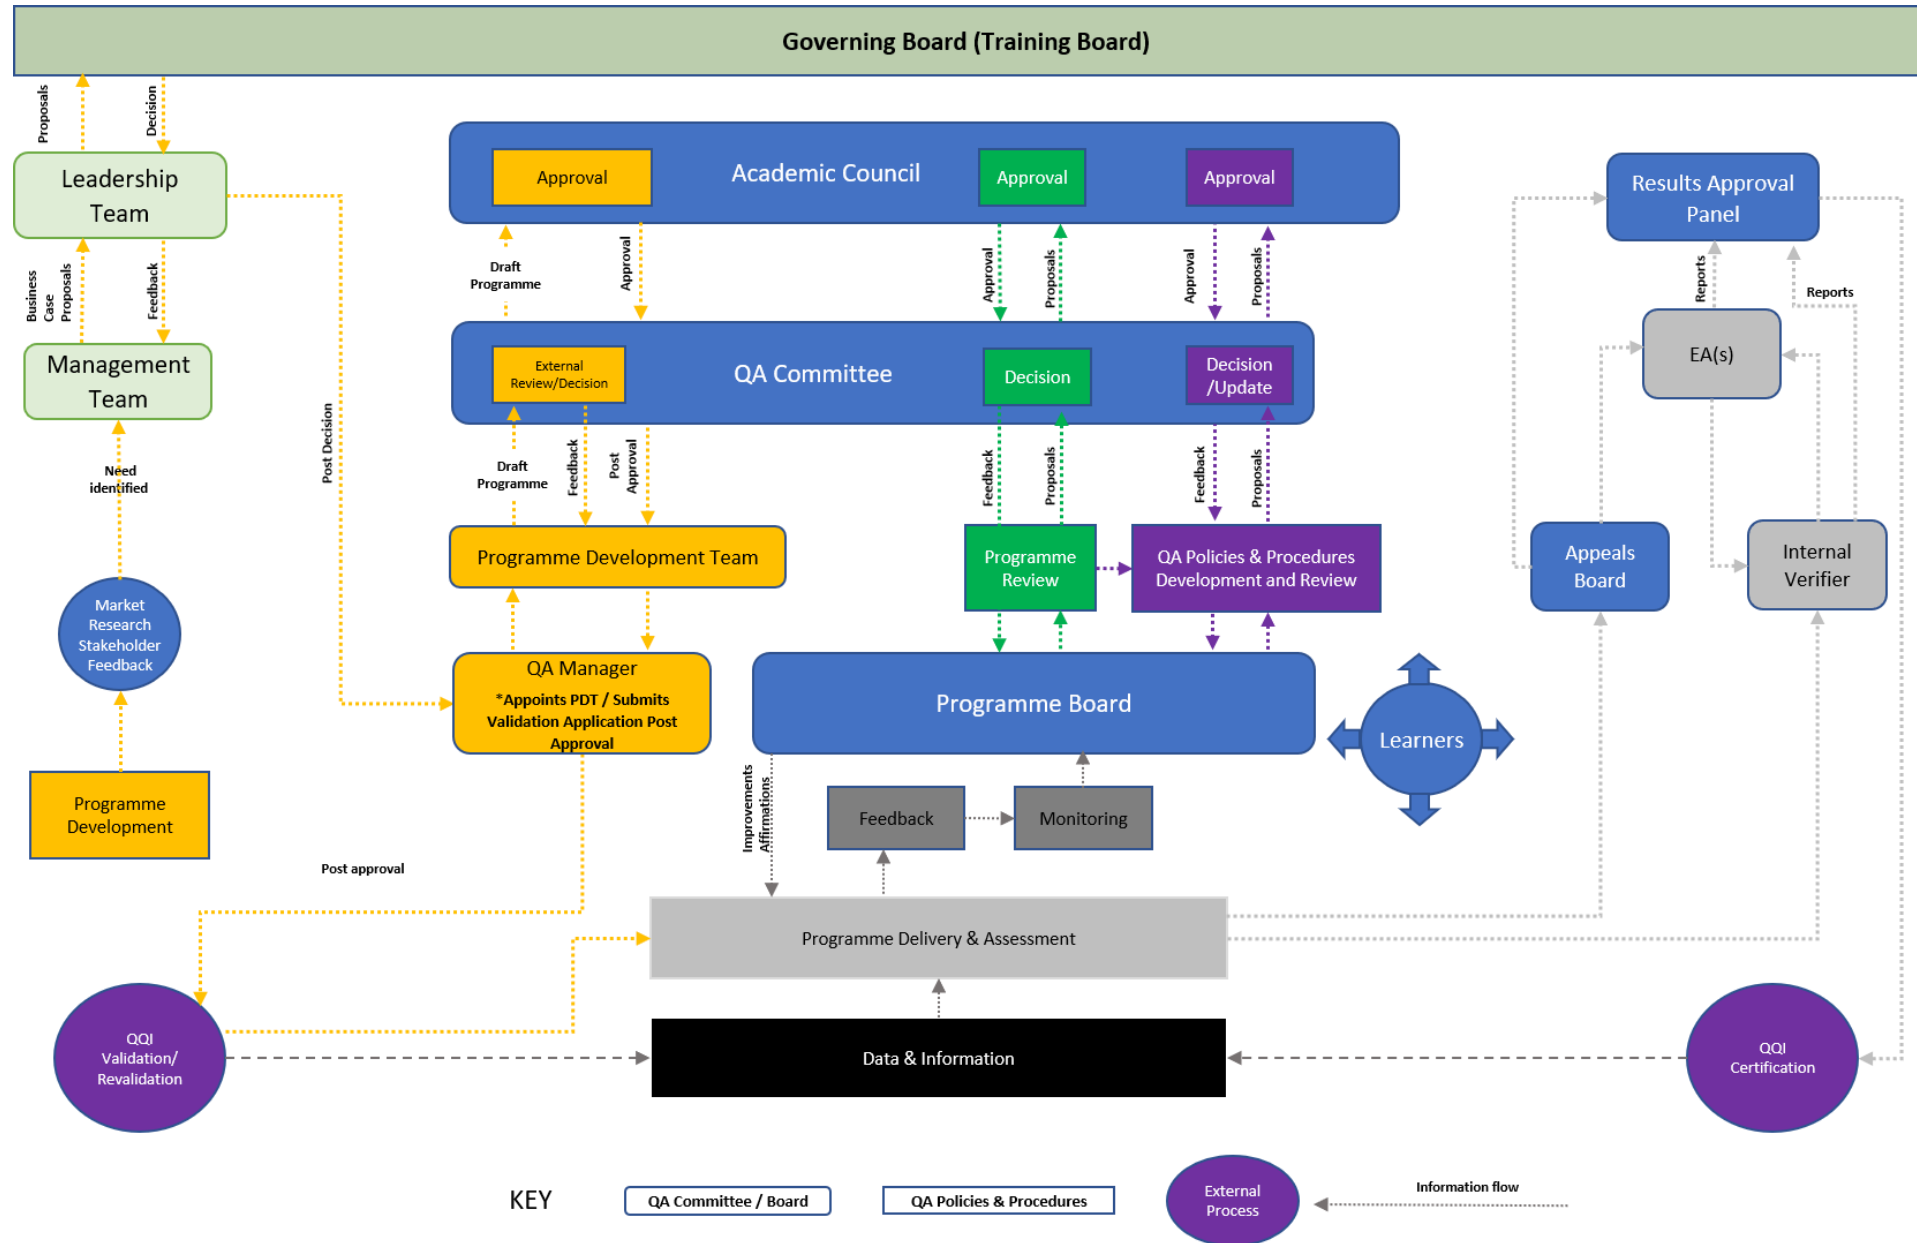 Governing Board (Training Board)
Proposals
Decision
Leadership
Team
Business
Case
Proposals
Feedback
Management
Team
Need
identified
Market
Research
Stakeholder
Feedback
Programme
Development
Post Decision
Academic Council
Approval
Approval
Approval
Draft
Programme
Approval
Approval
Proposals
Approval
Proposals
QA Committee
External
Review/Decision
Decision
Decision
/Update
Draft
Programme
Feedback
Post
Approval
Feedback
Proposals
Feedback
Proposals
Programme Development Team
Programme
Review
QA Policies & Procedures
Development and Review
QA Manager
*Appoints PDT / Submits
Validation Application Post
Approval
Programme Board
Learners
Improvements
Affirmations
Feedback
Monitoring
Post approval
Programme Delivery & Assessment
Data & Information
QQI
Validation/
Revalidation
Results Approval
Panel
Reports
Reports
EA(s)
Appeals
Board
Internal
Verifier
QQI
Certification
KEY
QA Committee / Board
QA Policies & Procedures
External
Process
Information flow